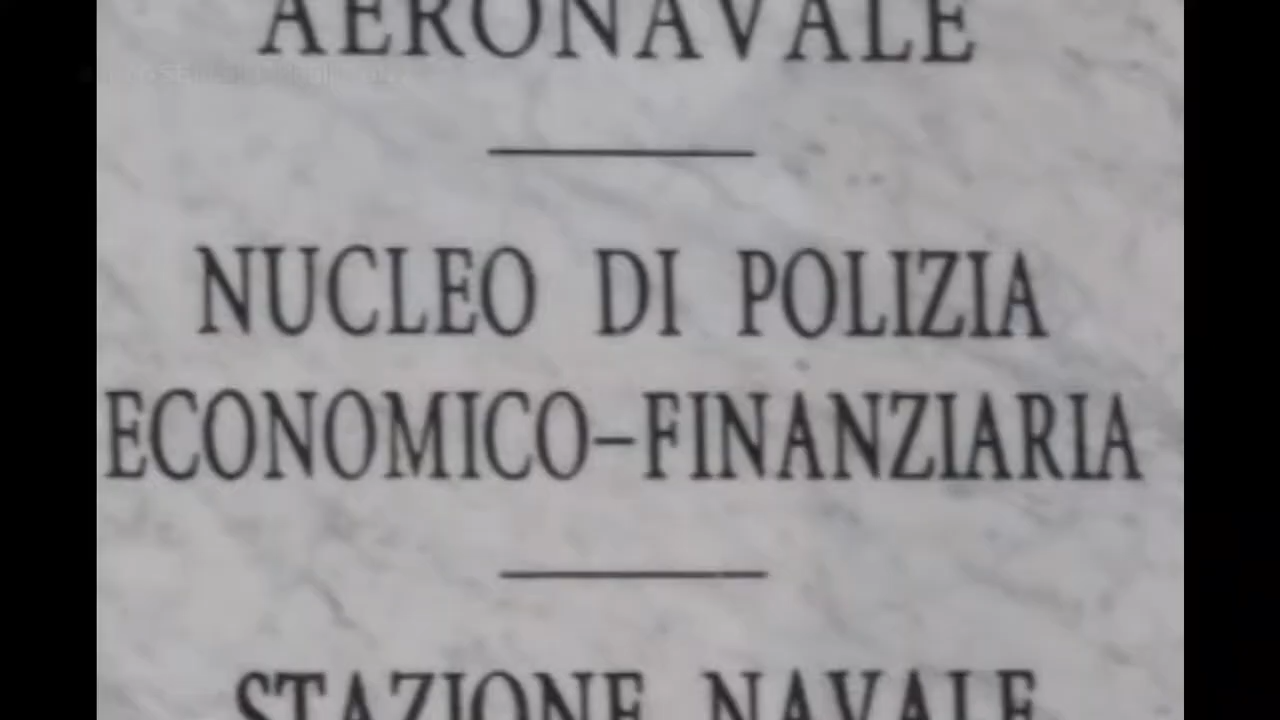 AERONAVALE
NUCLEO DI POLIZIA
ECONOMICO-FINANZIARIA
STAZIONE NAVALE